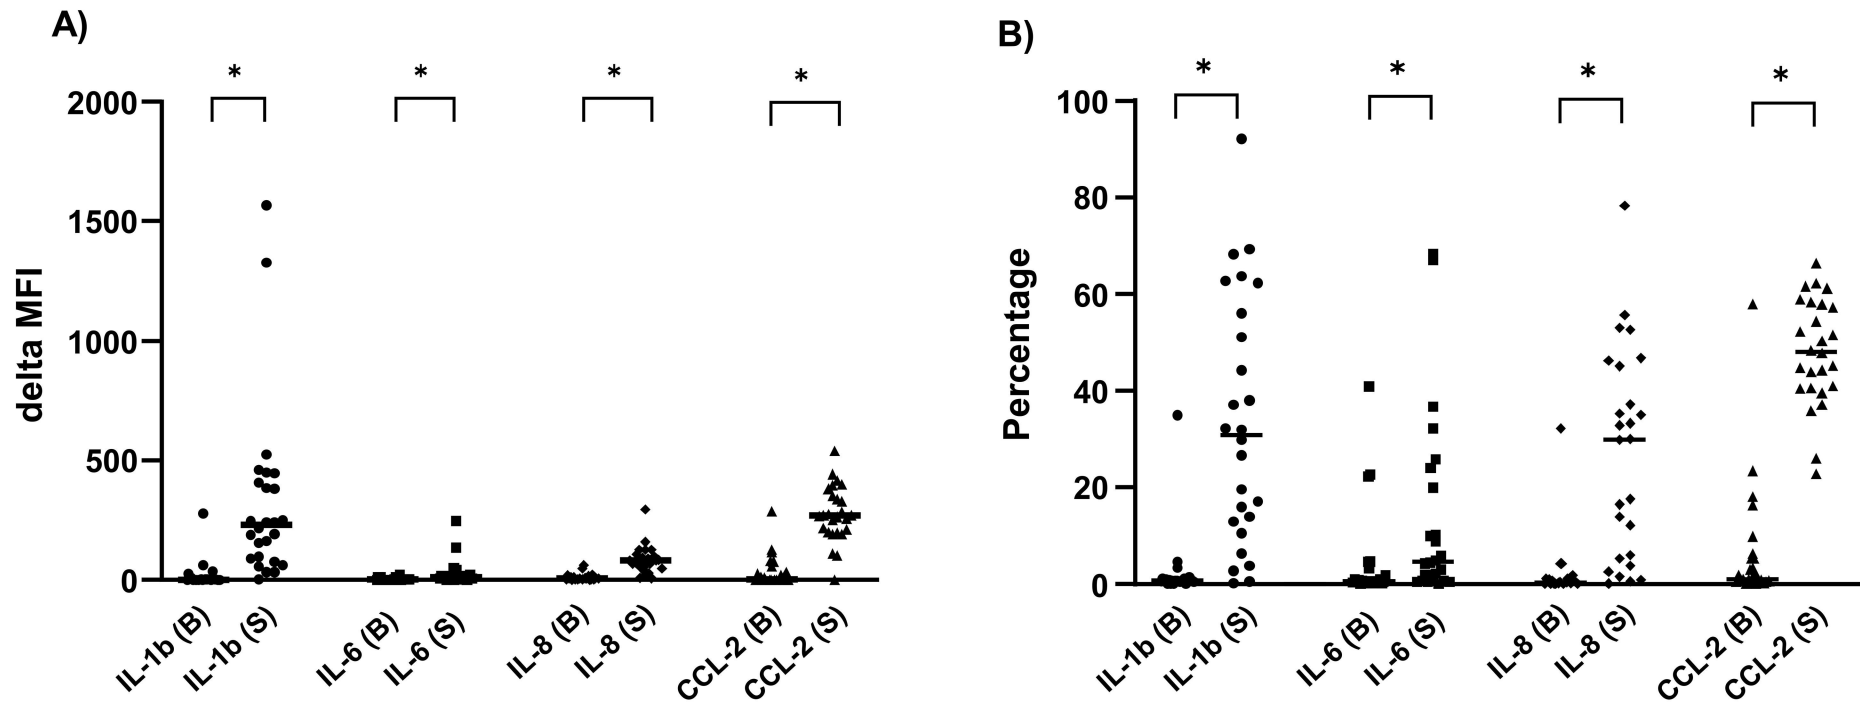 A)
*
*
*
*
2000
1500
1000
500
0
delta MFI
IL-1b (B)
IL-1b (S)
IL-6 (B)
IL-6 (S)
IL-8 (B)
IL-8 (S)
CCL-2 (B)
CCL-2 (S)
B)
*
*
*
*
100
80
60
40
20
0
Percentage
IL-1b (B)
IL-1b (S)
IL-6 (B)
IL-6 (S)
IL-8 (B)
IL-8 (S)
CCL-2 (B)
CCL-2 (S)